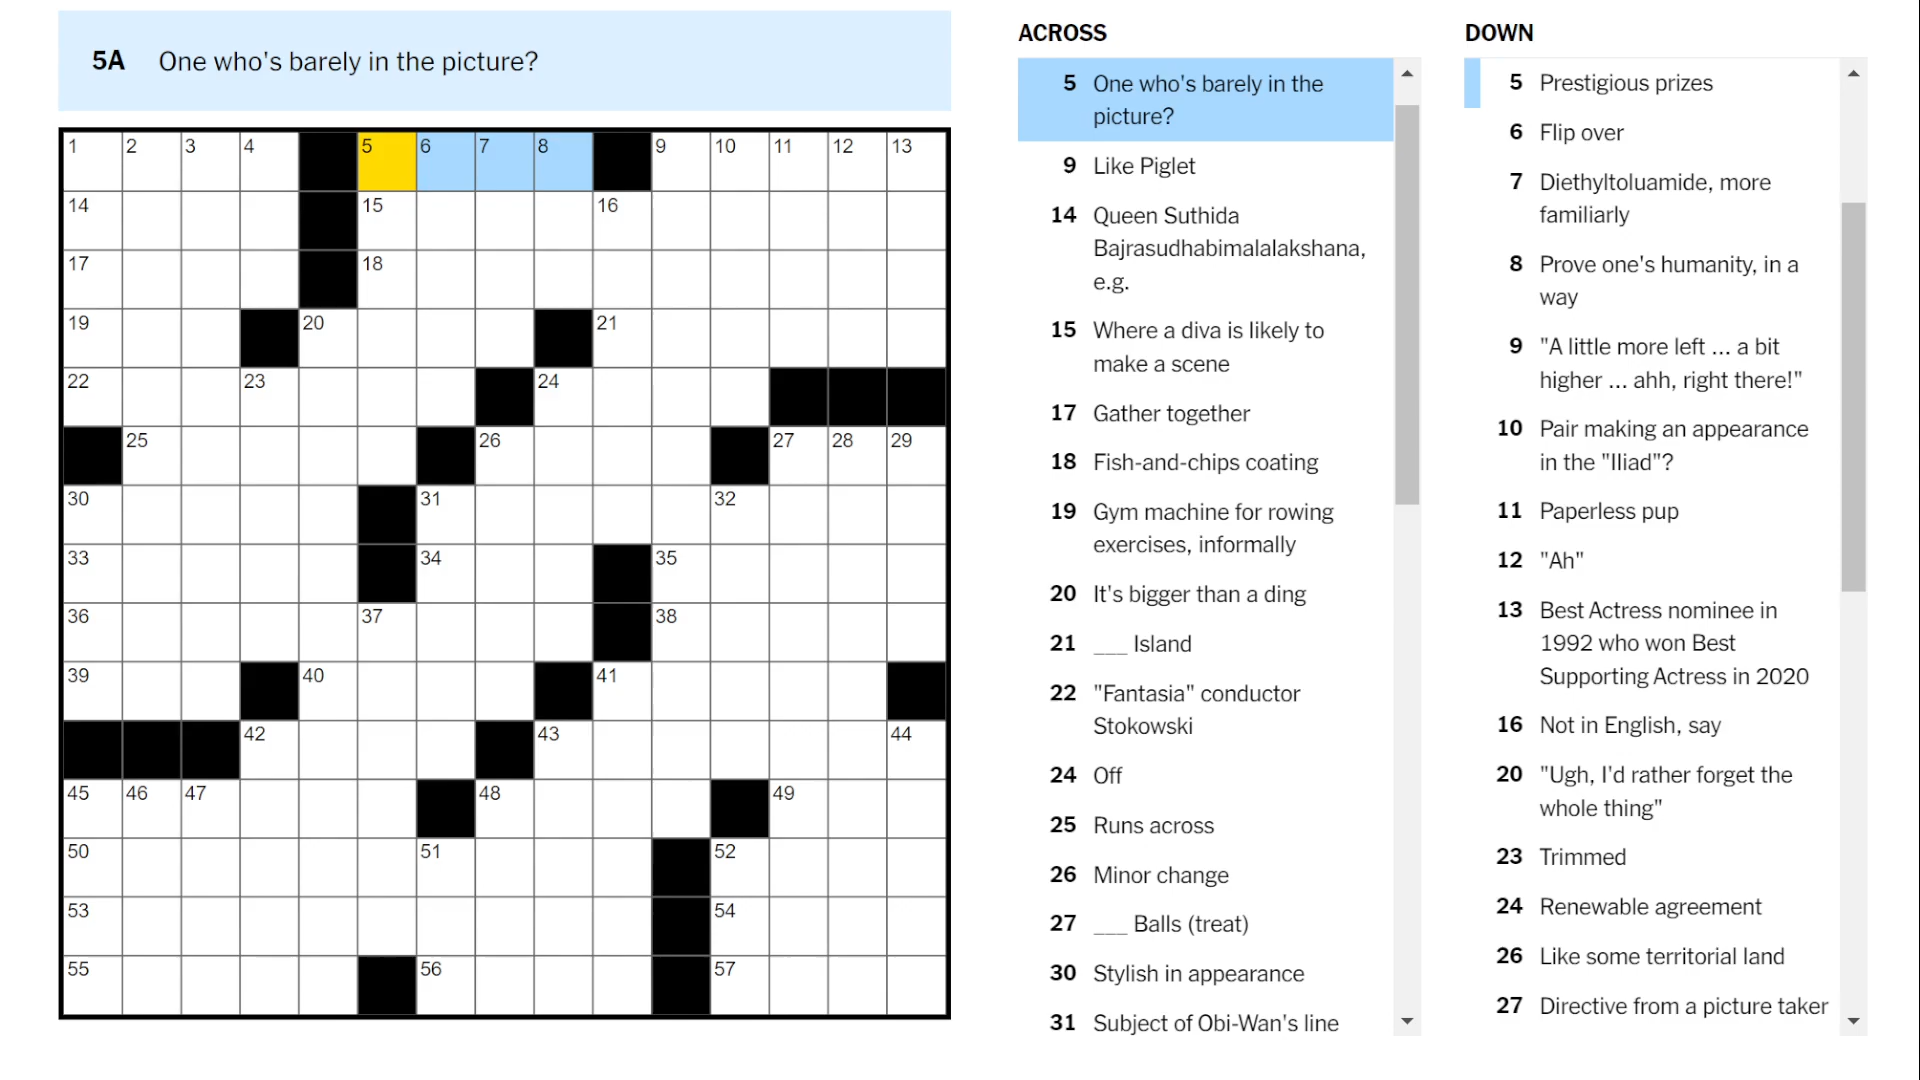 5A One who's barely in the picture?
1 2 3 4 5 6 7 8 9 10 11 12 13
14 15 16
17 18
19 20 21
22 23 24
25 26 27 28 29
30 31 32
33 34 35
36 37 38
39 40 41
42 43 44
45 46 47 48 49
50 51 52
53 54
55 56 57
ACROSS
5 One who's barely in the
picture?
9 Like Piglet
14 Queen Suthida
Bajrasudhabimalalakshana,
e.g.
15 Where a diva is likely to
make a scene
17 Gather together
18 Fish-and-chips coating
19 Gym machine for rowing
exercises, informally
20 It's bigger than a ding
21 ___ Island
22 "Fantasia" conductor
Stokowski
24 Off
25 Runs across
26 Minor change
27 ___ Balls (treat)
30 Stylish in appearance
31 Subject of Obi-Wan's line
DOWN
5 Prestigious prizes
6 Flip over
7 Diethyltoluamide, more
familiarly
8 Prove one's humanity, in a
way
9 "A little more left ... a bit
higher ... ahh, right there!"
10 Pair making an appearance
in the "Iliad"?
11 Paperless pup
12 "Ah"
13 Best Actress nominee in
1992 who won Best
Supporting Actress in 2020
16 Not in English, say
20 "Ugh, I'd rather forget the
whole thing"
23 Trimmed
24 Renewable agreement
26 Like some territorial land
27 Directive from a picture taker